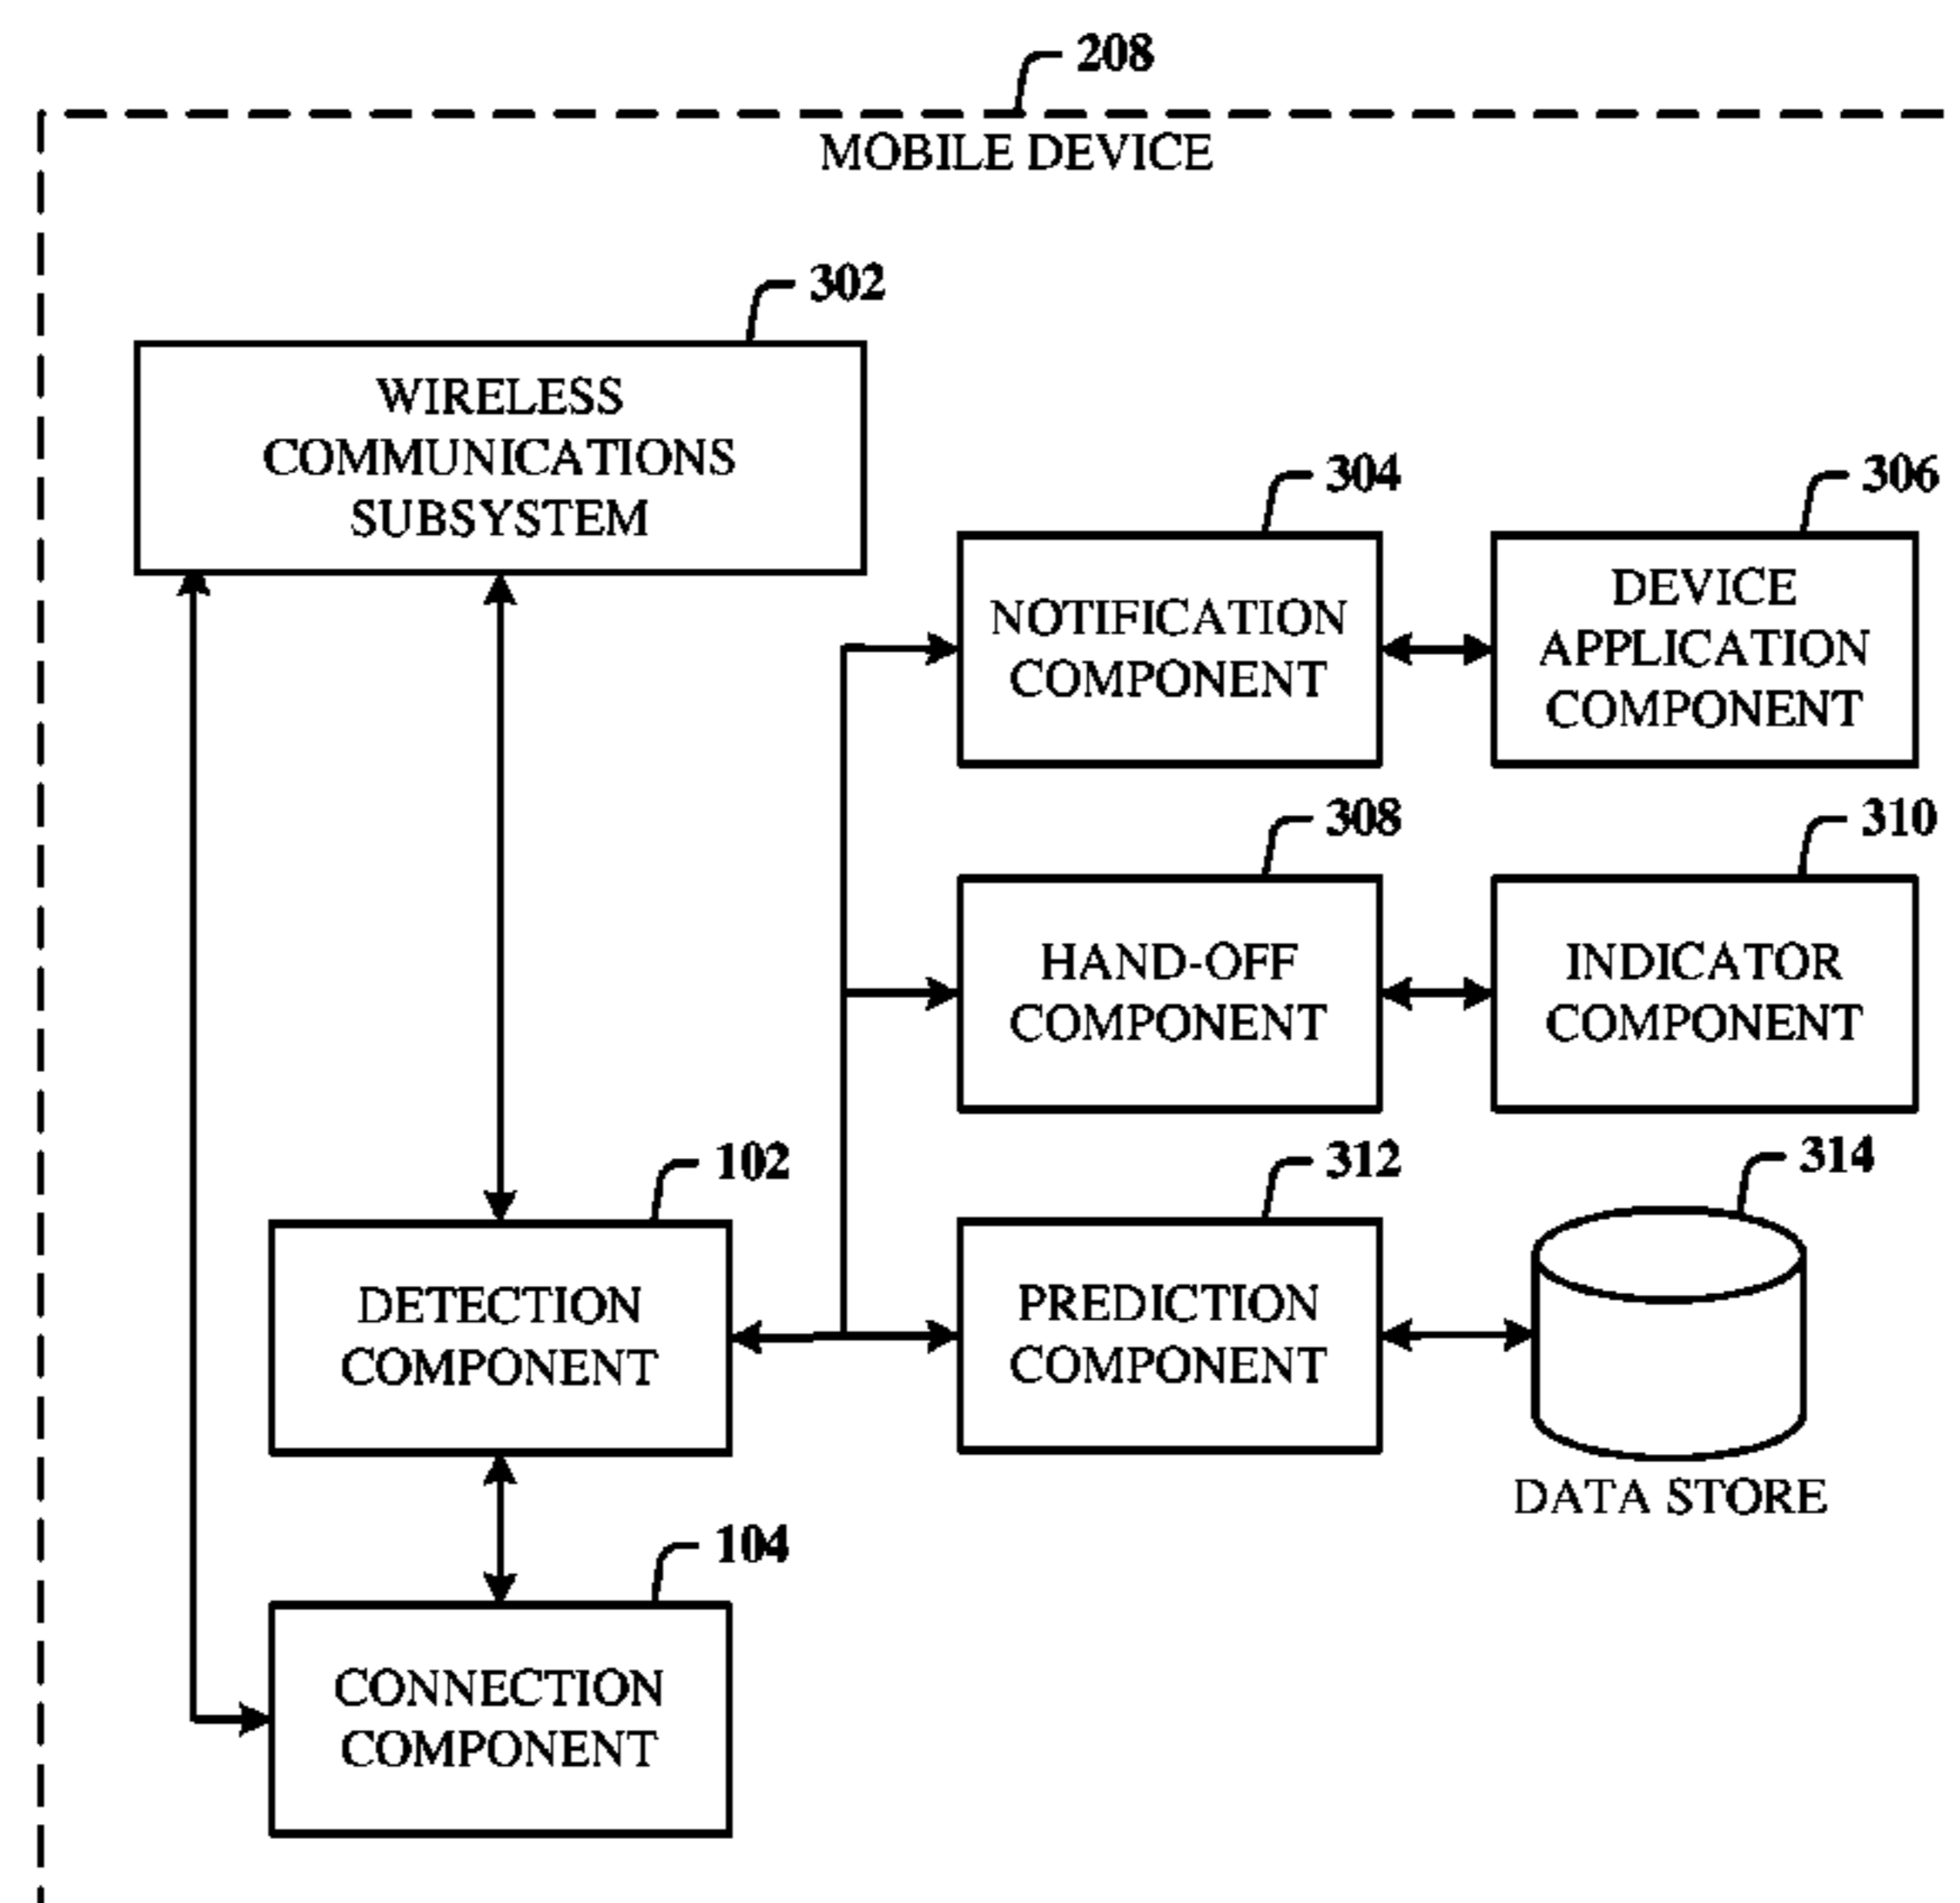 208
MOBILE DEVICE
302
WIRELESS
COMMUNICATIONS
SUBSYSTEM
304
NOTIFICATION
COMPONENT
306
DEVICE
APPLICATION
COMPONENT
308
HAND-OFF
COMPONENT
310
INDICATOR
COMPONENT
102
DETECTION
COMPONENT
312
PREDICTION
COMPONENT
314
DATA STORE
104
CONNECTION
COMPONENT